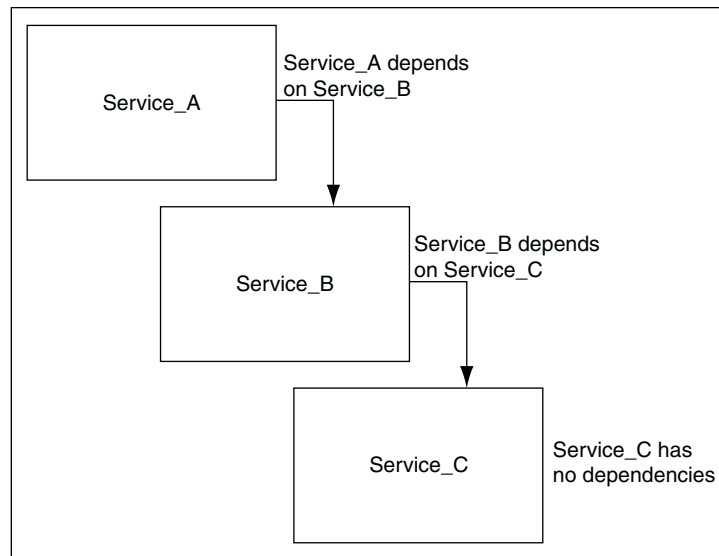 Service_A
Service_A depends
on Service_B
Service_B
Service_B depends
on Service_C
Service_C
Service_C has
no dependencies